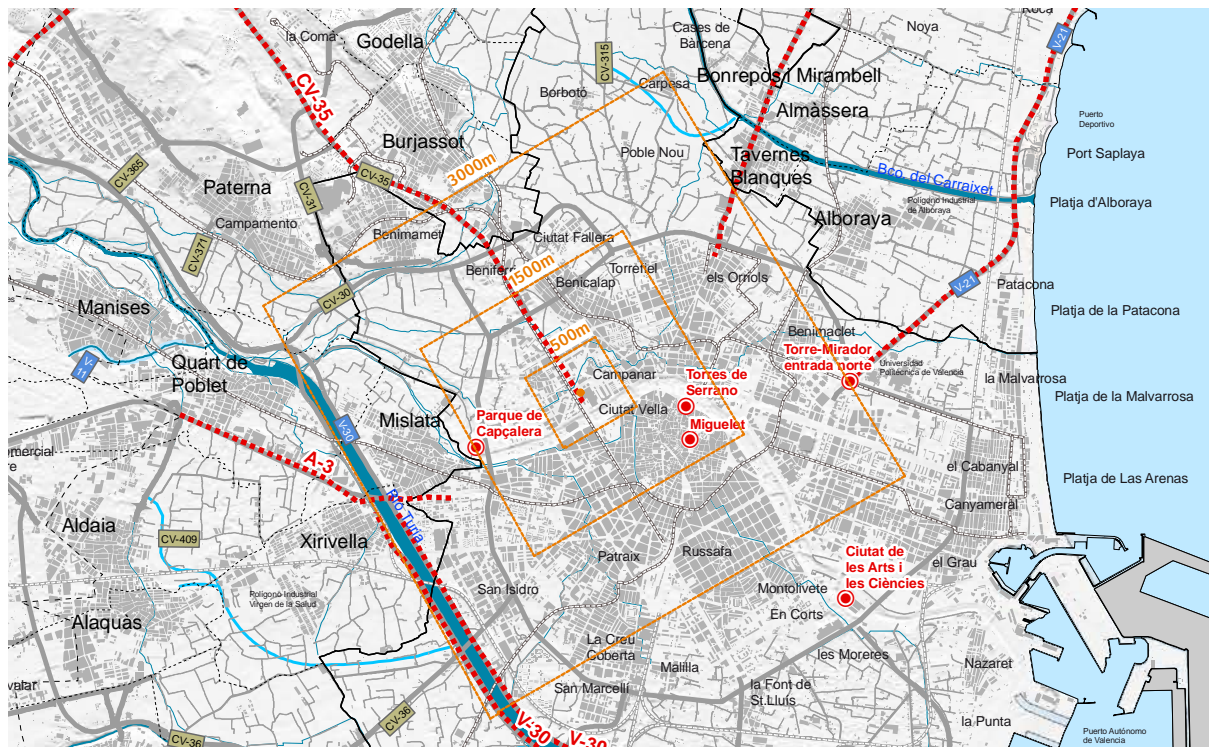 la Coma
Godella
CV-315
Cases de
Bàrcena
Noya
Roca
V-21
CV-35
Borbotó
Carpesa
Bonrepòs i Mirambell
Almàssera
Puerto
Deportivo
Burjassot
CV-365
CV-35
3000m
Poble Nou
Tavernes
Blanques
Port Saplaya
Paterna
CV-31
Bco. del Carraixet
Campamento
Polígono Industrial
de Alboraya
Platja d'Alboraya
Alboraya
Benimamet
Ciutat Fallera
CV-371
Beniferri
1500m
Torrefiel
Benicalap
els Orriols
V-21
Patacona
Manises
CV-30
Platja de la Patacona
500m
Benimaclet
Quart de
Poblet
V-11
Campanar
Torres de
Serrano
Torre-Mirador
entrada norte
Universidad
Politécnica de Valencia
la Malvarrosa
Platja de la Malvarrosa
Ciutat Vella
Mislata
Parque de
Capçalera
Miguelet
V-30
A-3
el Cabanyal
Platja de Las Arenas
Canyameral
Río Turia
Aldaia
CV-409
Xirivella
Patraix
Russafa
Ciutat de
les Arts i
les Ciències
el Grau
Polígono Industrial
Virgen de la Salud
San Isidro
Montolivete
En Corts
Alaquàs
La Creu
Coberta
Malilla
les Moreres
Nazaret
San Marcelí
la Font de
St.Lluís
CV-36
CV-36
V-30
V-30
la Punta
Puerto Autónomo
de Valencia